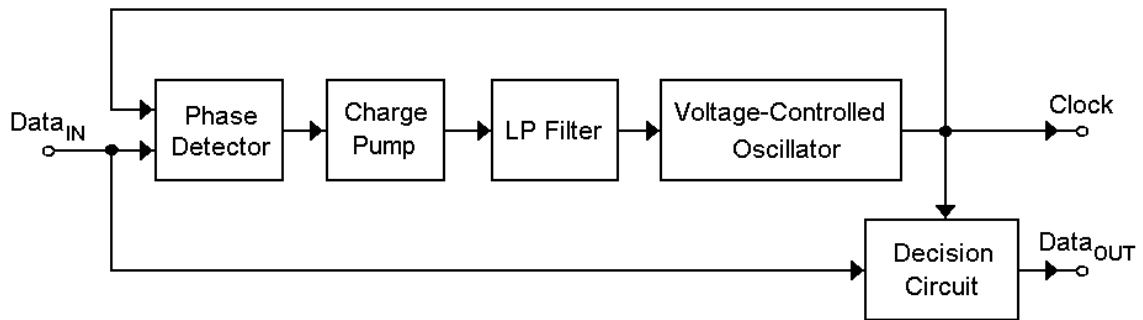 Data_IN
Phase
Detector
Charge
Pump
LP Filter
Voltage-Controlled
Oscillator
Clock
Decision
Circuit
Data_OUT